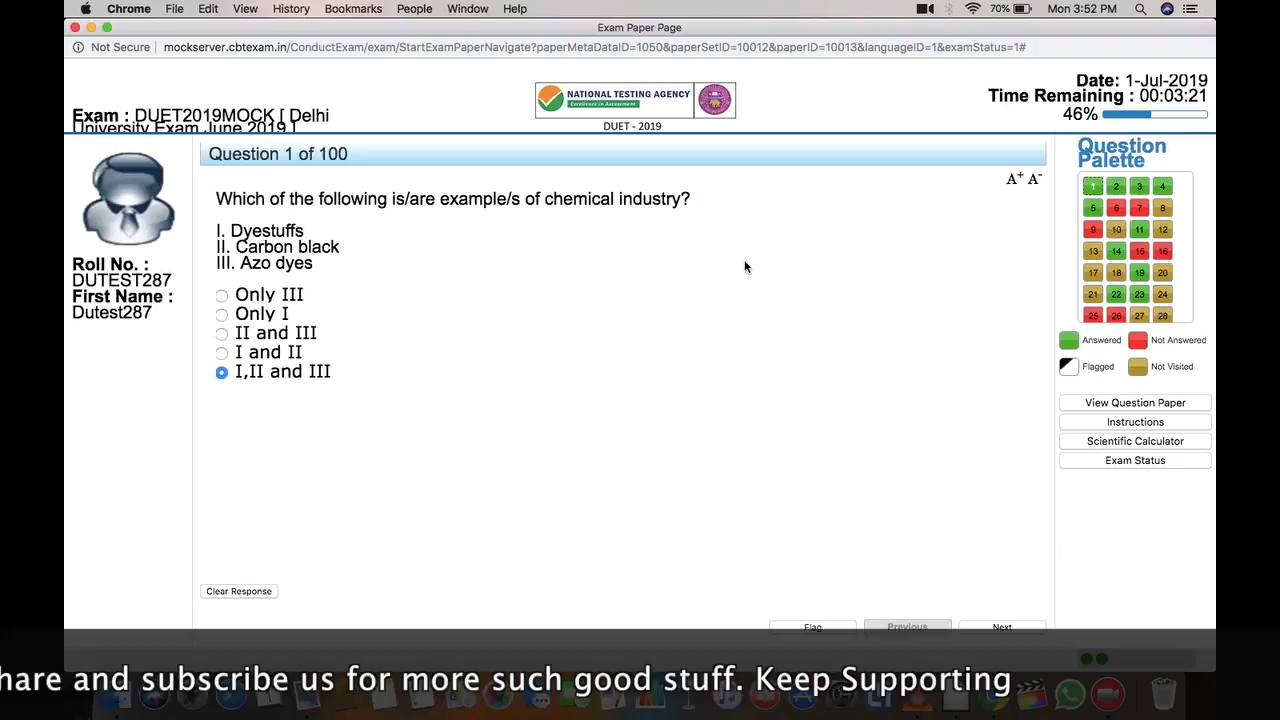 Chrome File Edit View History Bookmarks People Window Help 70% Mon 3:52 PM
Exam Paper Page
Not Secure mockserver.cbtexam.in/ConductExam/exam/StartExamPaperNavigate?paperMetaDataID=1050&paperSetID=10012&paperID=10013&languageID=1&examStatus=1#
Exam : DUET2019MOCK [ Delhi
University Exam June 2019 ]
NATIONAL TESTING AGENCY
Excellence in Assessment
DUET - 2019
Date: 1-Jul-2019
Time Remaining : 00:03:21
46%
Roll No. :
DUTEST287
First Name :
Dutest287
Question 1 of 100
A+ A-
Which of the following is/are example/s of chemical industry?
I. Dyestuffs
II. Carbon black
III. Azo dyes
Only III
Only I
II and III
I and II
I,II and III
Clear Response
Flag Previous Next
Question
Palette
1 2 3 4
5 6 7 8
9 10 11 12
13 14 15 16
17 18 19 20
21 22 23 24
25 26 27 28
Answered Not Answered
Flagged Not Visited
View Question Paper
Instructions
Scientific Calculator
Exam Status
hare and subscribe us for more such good stuff. Keep Supporting